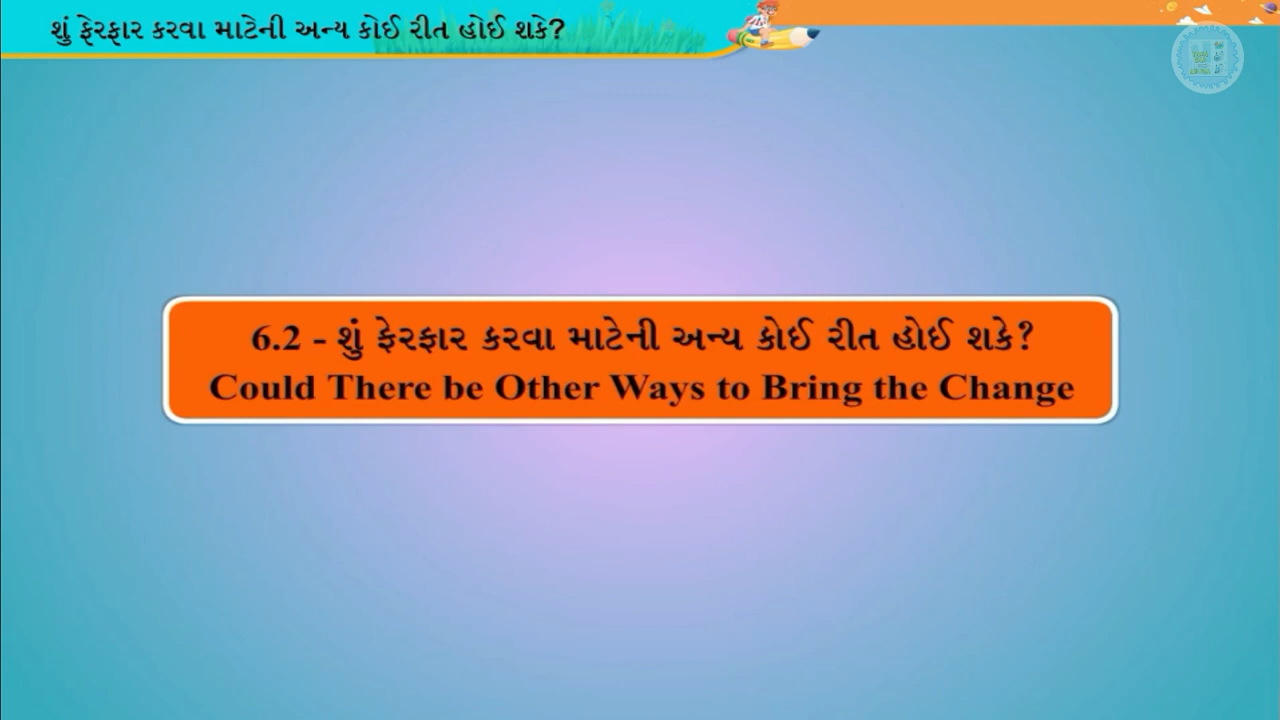 શું ફેરફાર કરવા માટેની અન્ય કોઈ રીત હોઈ શકે?
6.2 - શું ફેરફાર કરવા માટેની અન્ય કોઈ રીત હોઈ શકે?
Could There be Other Ways to Bring the Change